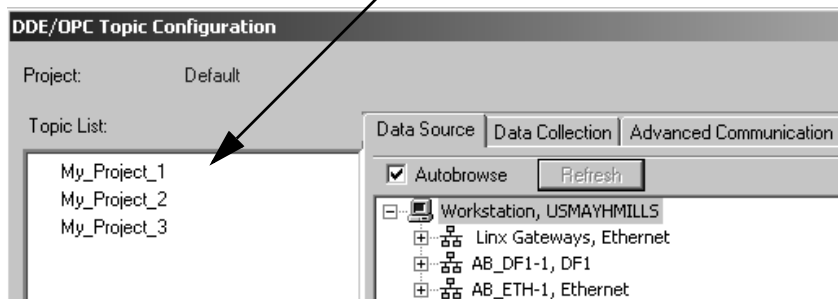 DDE/OPC Topic Configuration
Project: Default
Topic List:
My_Project_1
My_Project_2
My_Project_3
Data Source Data Collection Advanced Communication
Autobrowse Refresh
Workstation, USMAYHMILLS
Linx Gateways, Ethernet
AB_DF1-1, DF1
AB_ETH-1, Ethernet